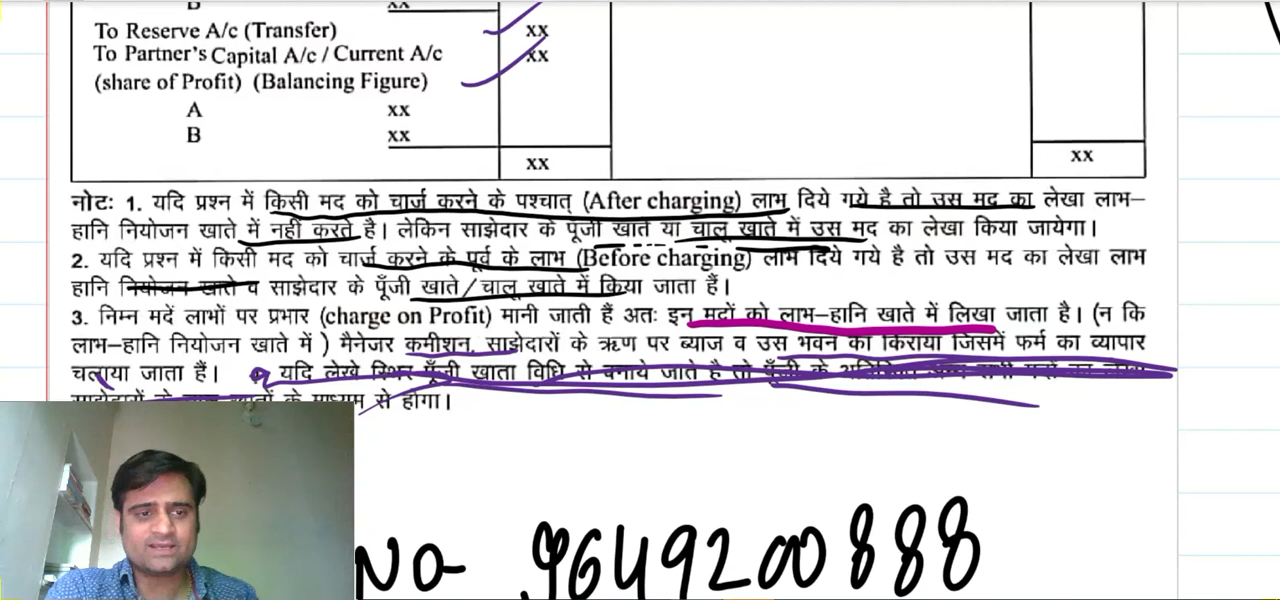 B xx
To Reserve A/c (Transfer) xx
To Partner's Capital A/c / Current A/c xx
(share of Profit) (Balancing Figure)
A xx
B xx
xx xx
नोटः 1. यदि प्रश्न में किसी मद को चार्ज करने के पश्चात् (After charging) लाभ दिये गये है तो उस मद का लेखा लाभ–
हानि नियोजन खाते में नहीं करते है। लेकिन साझेदार के पूंजी खाते या चालू खाते में उस मद का लेखा किया जायेगा।
2. यदि प्रश्न में किसी मद को चार्ज करने के पूर्व के लाभ (Before charging) लाभ दिये गये है तो उस मद का लेखा लाभ
हानि नियोजन खाते व साझेदार के पूँजी खाते/चालू खाते में किया जाता हैं।
3. निम्न मदें लाभों पर प्रभार (charge on Profit) मानी जाती हैं अतः इन मदों को लाभ–हानि खाते में लिखा जाता है। (न कि
लाभ–हानि नियोजन खाते में ) मैनेजर कमीशन, साझेदारों के ऋण पर ब्याज व उस भवन का किराया जिसमें फर्म का व्यापार
चलाया जाता हैं। यदि लेखे स्थिर पूँजी खाता विधि से बनाये जाते है तो पूँजी के अतिरिक्त
साझेदारों के माध्यम से होगा।
No 9649200888